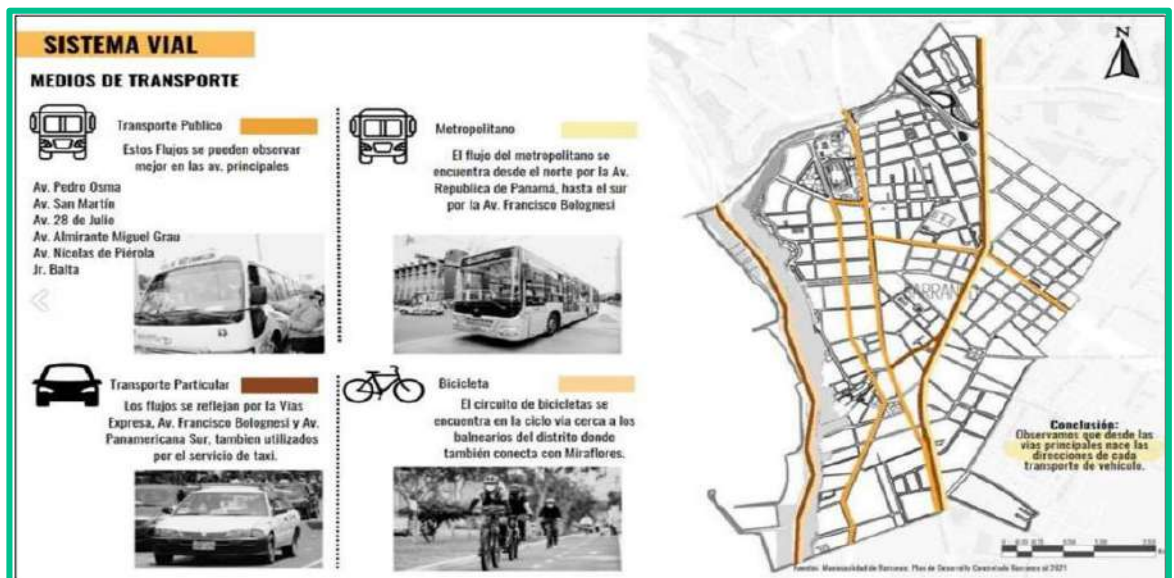 SISTEMA VIAL
MEDIOS DE TRANSPORTE
Transporte Publico
Estos Flujos se pueden observar
mejor en las av. principales
Av. Pedro Osma
Av. San Martín
Av. 28 de Julio
Av. Almirante Miguel Grau
Av. Nicolas de Piérola
Jr. Balta
Metropolitano
El flujo del metropolitano se
encuentra desde el norte por la Av.
Republica de Panamá, hasta el sur
por la Av. Francisco Bolognesi
Transporte Particular
Los flujos se reflejan por la Vías
Expresa, Av. Francisco Bolognesi y Av.
Panamericana Sur, tambien utilizados
por el servicio de taxi.
Bicicleta
El circuito de bicicletas se
encuentra en la ciclo vía cerca a los
balnearios del distrito donde
también conecta con Miraflores.
N
Conclusión:
Observamos que desde las
vías principales nace las
direcciones de cada
transporte de vehículo.